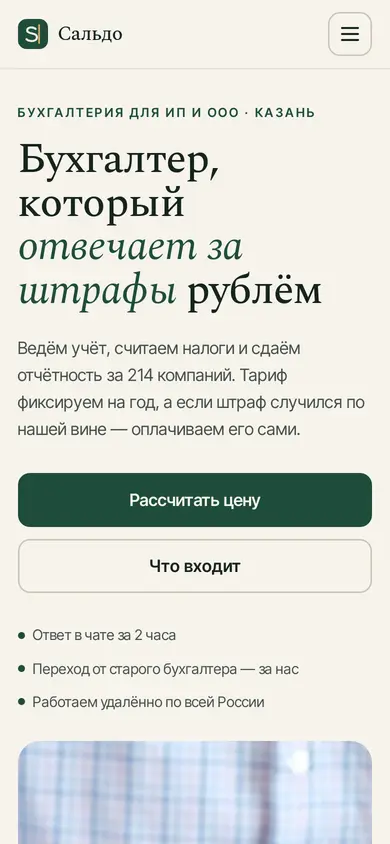 S
Сальдо
БУХГАЛТЕРИЯ ДЛЯ ИП И ООО · КАЗАНЬ
Бухгалтер,
который
отвечает за
штрафы рублём
Ведём учёт, считаем налоги и сдаём
отчётность за 214 компаний. Тариф
фиксируем на год, а если штраф случился по
нашей вине — оплачиваем его сами.
Рассчитать цену
Что входит
Ответ в чате за 2 часа
Переход от старого бухгалтера — за нас
Работаем удалённо по всей России